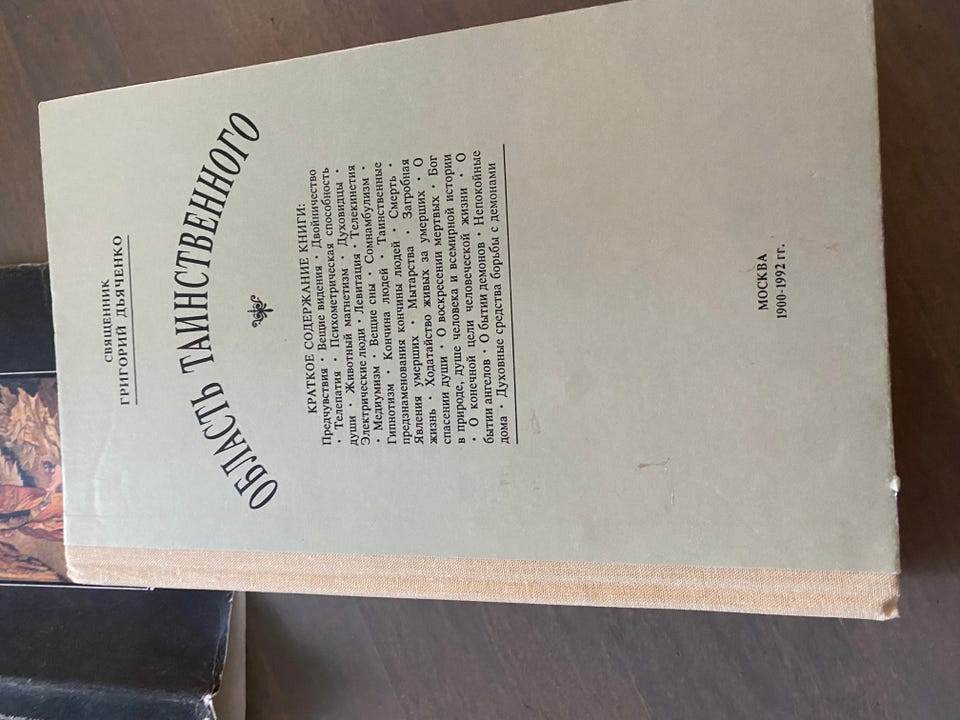 СВЯЩЕННИК
ГРИГОРИЙ ДЬЯЧЕНКО
ОБЛАСТЬ ТАИНСТВЕННОГО
КРАТКОЕ СОДЕРЖАНИЕ КНИГИ:
Предчувствия · Вещие видения · Двойничество
· Телепатия · Психометрическая способность
души · Животный магнетизм · Духовидцы ·
Электрические люди · Левитация · Телекинетия
· Медиумизм · Вещие сны · Сомнамбулизм ·
Гипнотизм · Кончина людей · Таинственные
предзнаменования кончины людей · Смерть ·
Явления умерших · Мытарства · Загробная
жизнь · Ходатайство живых за умерших · О
спасении души · О воскресении мертвых · Бог
в природе, душе человека и всемирной истории
· О конечной цели человеческой жизни · О
бытии ангелов · О бытии демонов · Непокойные
дома · Духовные средства борьбы с демонами
МОСКВА
1900-1992 гг.